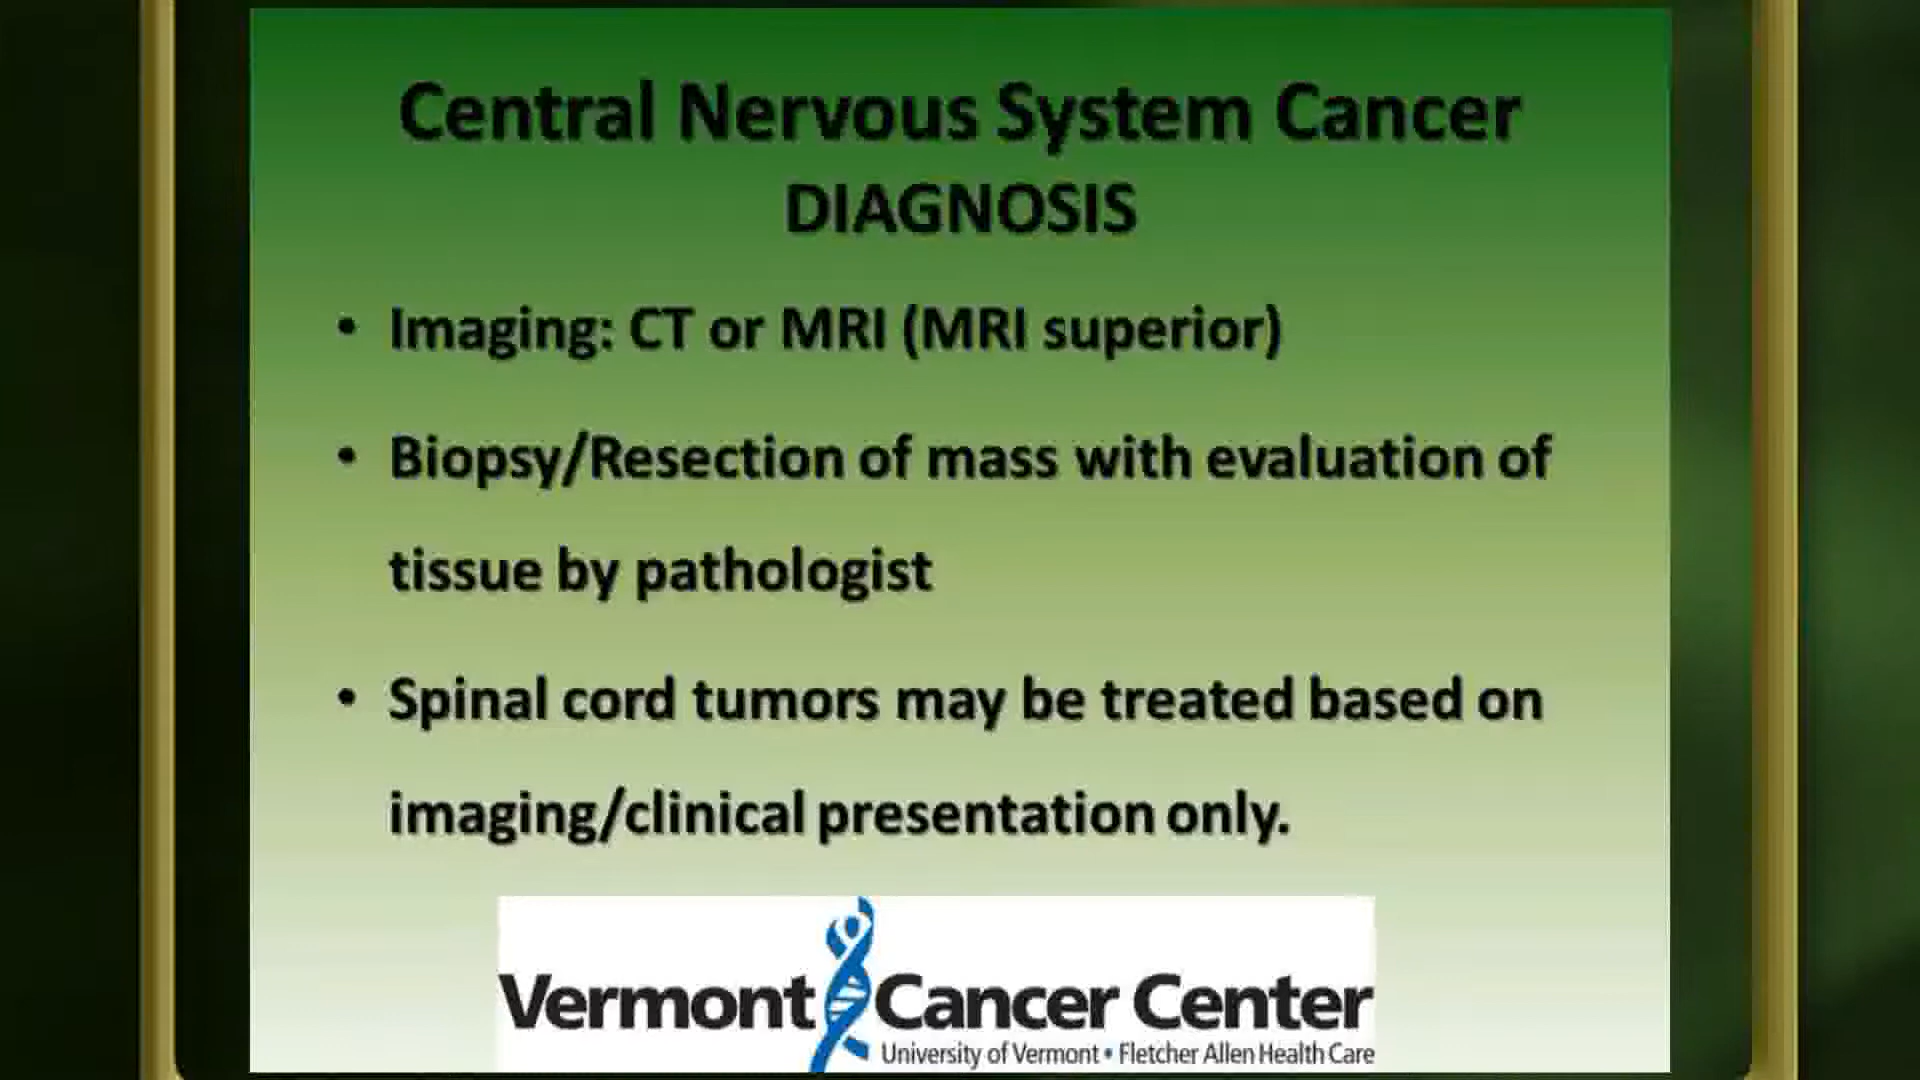 Central Nervous System Cancer
DIAGNOSIS
• Imaging: CT or MRI (MRI superior)
• Biopsy/Resection of mass with evaluation of
tissue by pathologist
• Spinal cord tumors may be treated based on
imaging/clinical presentation only.
Vermont Cancer Center
University of Vermont • Fletcher Allen Health Care